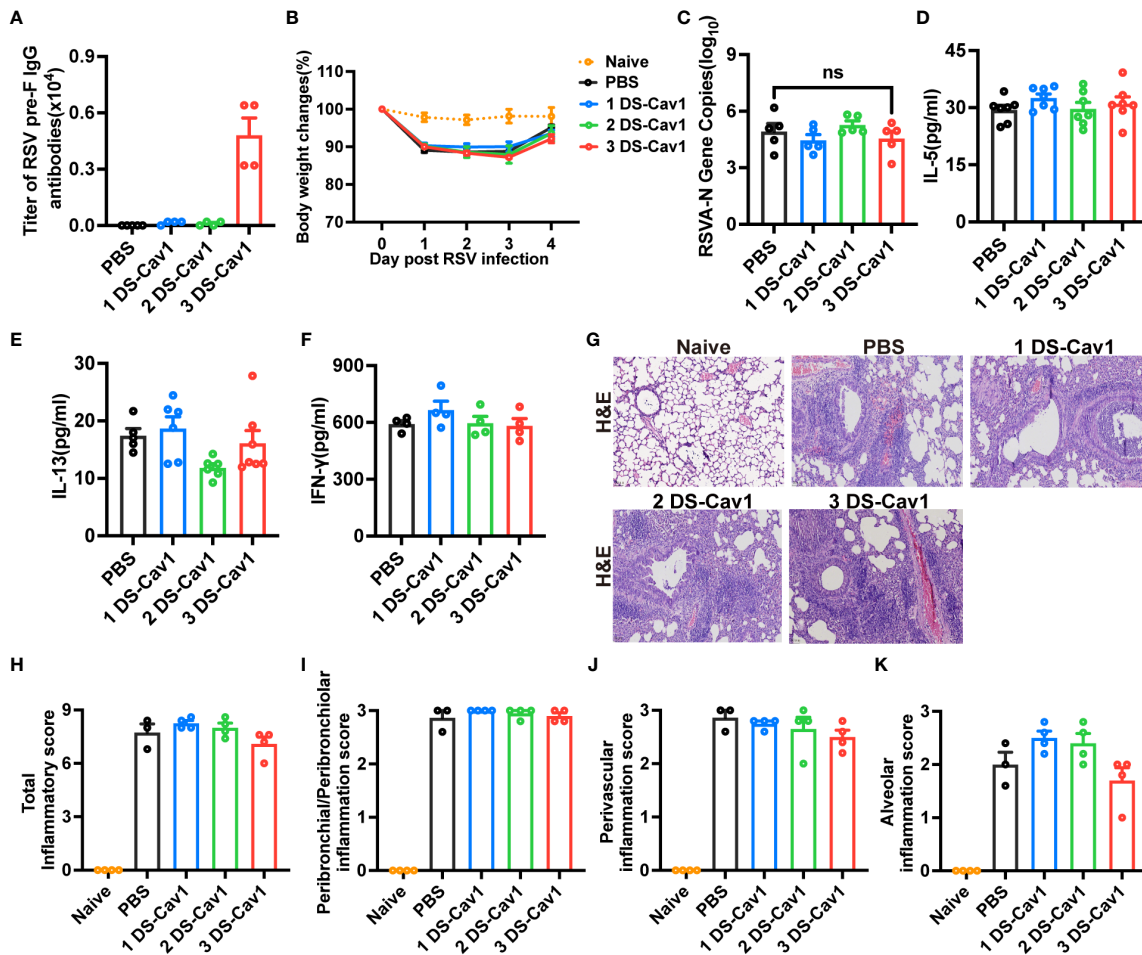 A
Titer of RSV pre-F IgG
antibodies(x10⁴)
0.9
0.6
0.3
0.0
PBS
1 DS-Cav1
2 DS-Cav1
3 DS-Cav1
B
Body weight changes(%)
110
100
90
80
70
0
1
2
3
4
Day post RSV infection
Naive
PBS
1 DS-Cav1
2 DS-Cav1
3 DS-Cav1
C
RSVA-N Gene Copies(log₁₀)
9
6
3
0
ns
PBS
1 DS-Cav1
2 DS-Cav1
3 DS-Cav1
D
IL-5(pg/ml)
45
30
15
0
PBS
1 DS-Cav1
2 DS-Cav1
3 DS-Cav1
E
IL-13(pg/ml)
30
20
10
0
PBS
1 DS-Cav1
2 DS-Cav1
3 DS-Cav1
F
IFN-γ(pg/ml)
900
600
300
0
PBS
1 DS-Cav1
2 DS-Cav1
3 DS-Cav1
G
Naive
PBS
1 DS-Cav1
H&E
2 DS-Cav1
3 DS-Cav1
H&E
H
Total
Inflammatory score
9
6
3
0
Naive
PBS
1 DS-Cav1
2 DS-Cav1
3 DS-Cav1
I
Peribronchial/Peribronchiolar
inflammation score
3
2
1
0
Naive
PBS
1 DS-Cav1
2 DS-Cav1
3 DS-Cav1
J
Perivascular
inflammation score
3
2
1
0
Naive
PBS
1 DS-Cav1
2 DS-Cav1
3 DS-Cav1
K
Alveolar
inflammation score
3
2
1
0
Naive
PBS
1 DS-Cav1
2 DS-Cav1
3 DS-Cav1